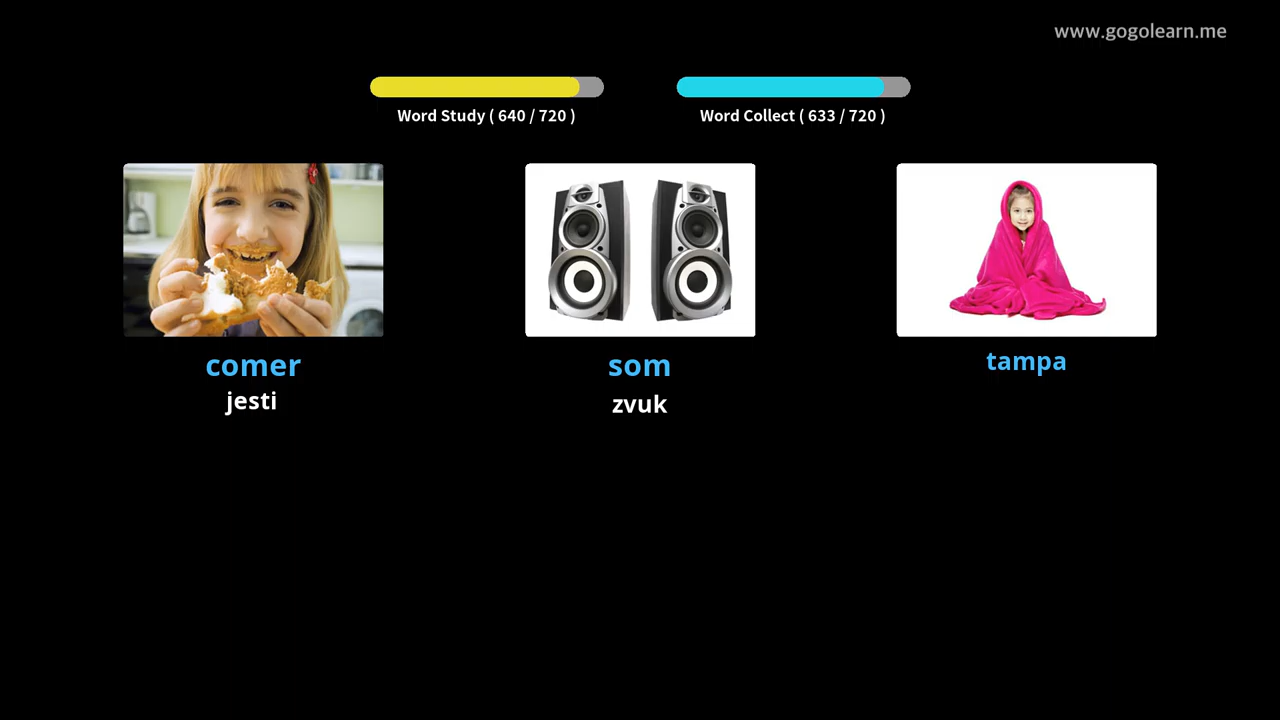 www.gogolearn.me
Word Study ( 640 / 720 )
Word Collect ( 633 / 720 )
comer
jesti
som
zvuk
tampa